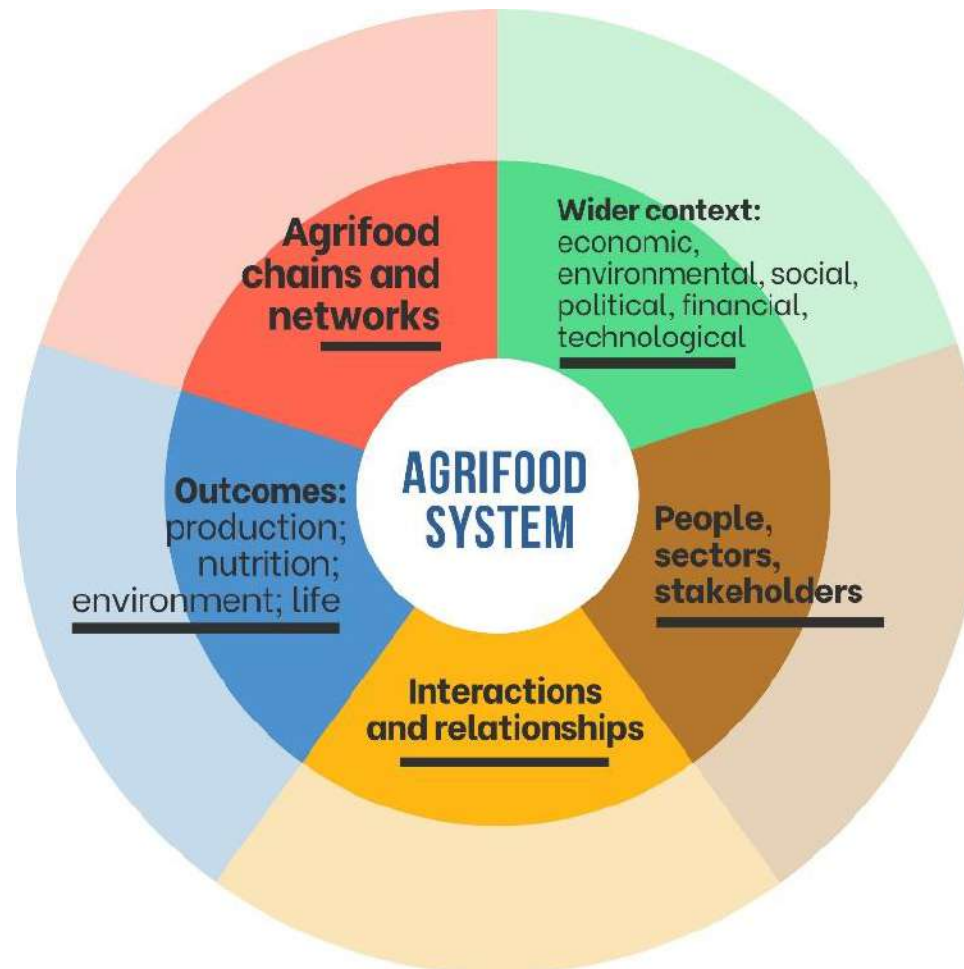 Agrifood
chains and
networks
Wider context:
economic,
environmental, social,
political, financial,
technological
AGRIFOOD
SYSTEM
Outcomes:
production;
nutrition;
environment; life
People,
sectors,
stakeholders
Interactions
and relationships